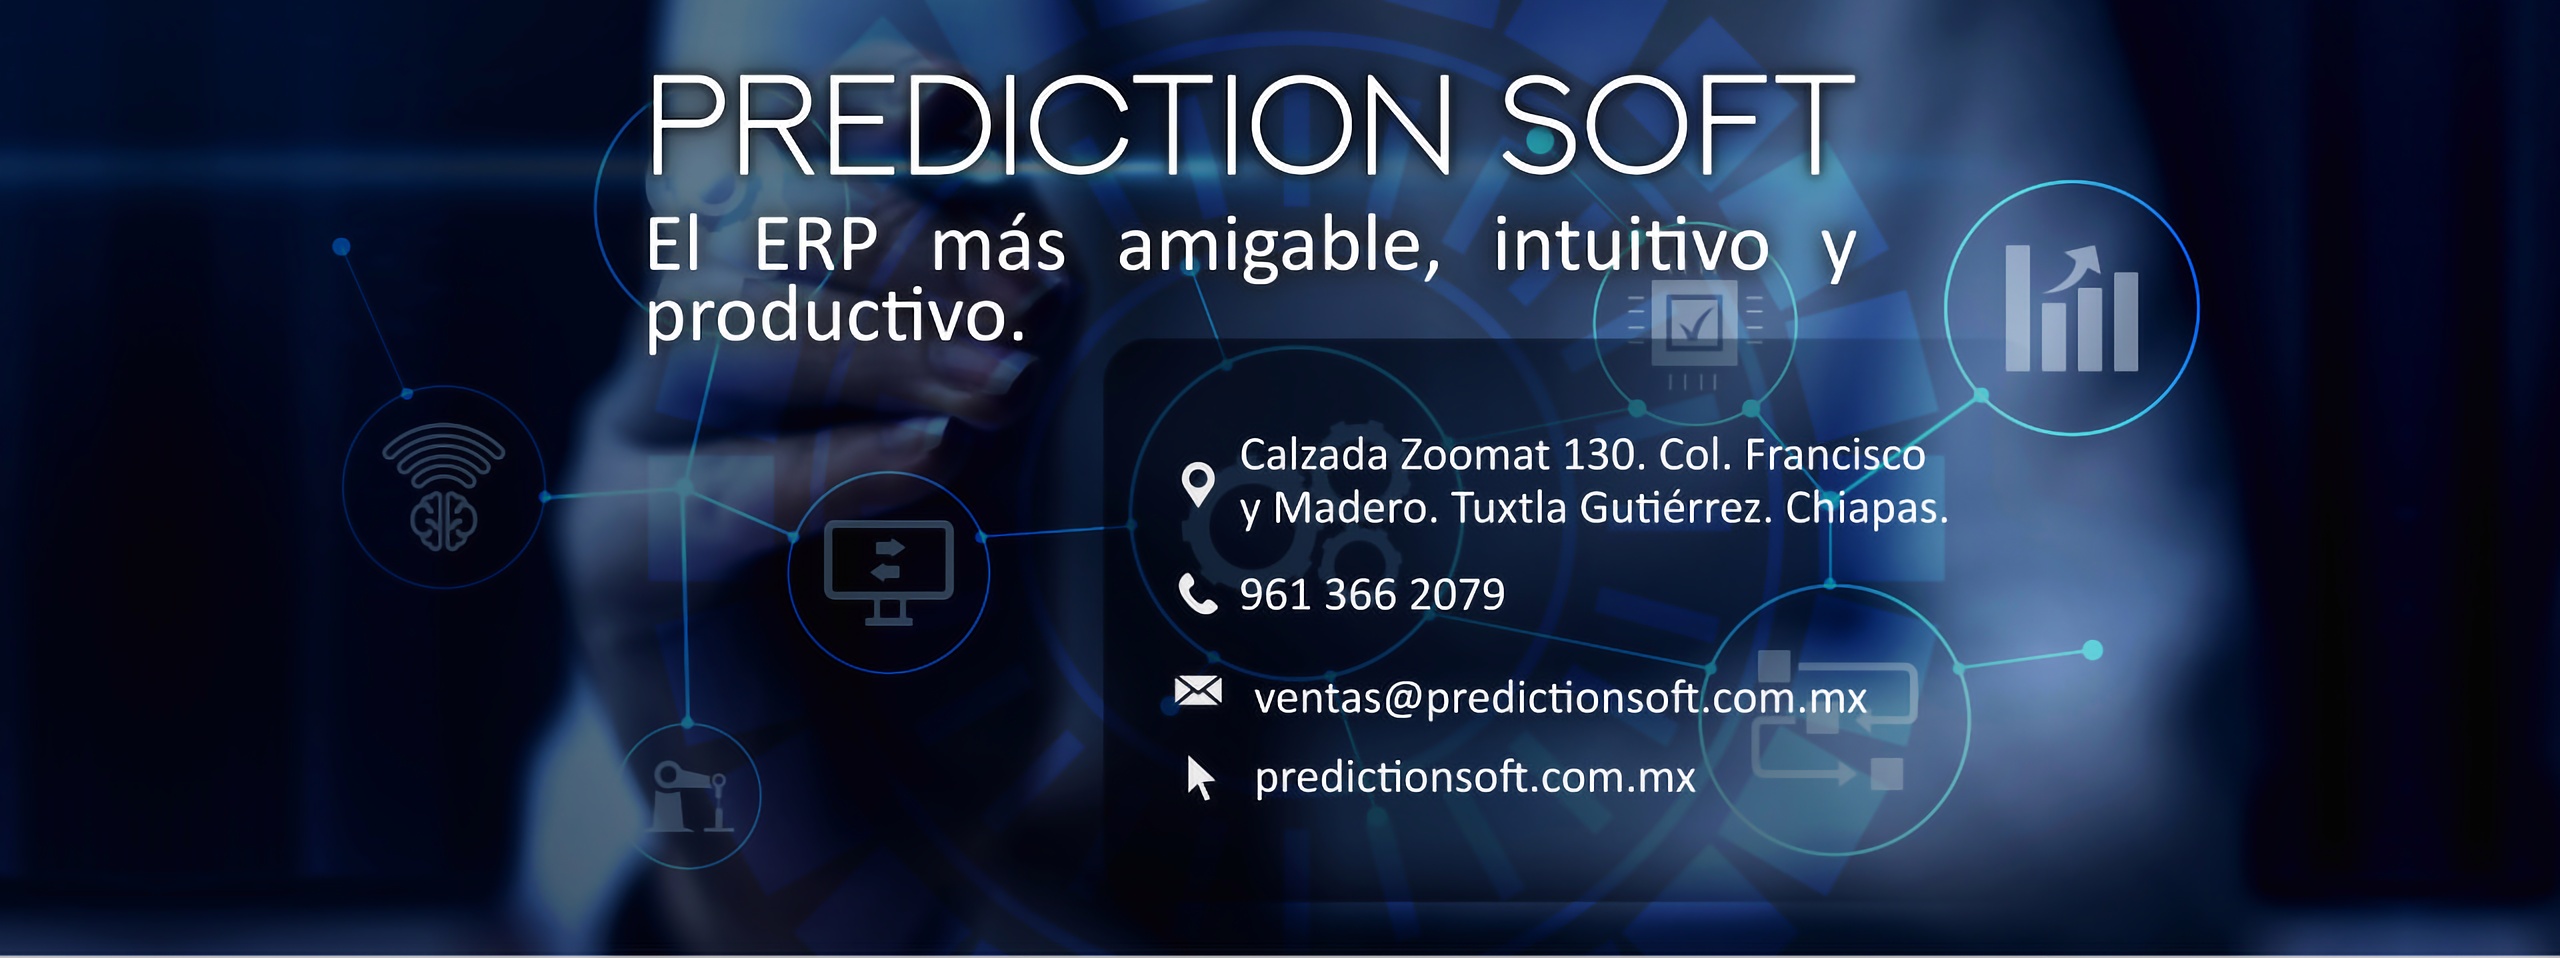 PREDICTION SOFT
El ERP más amigable, intuitivo y
productivo.
Calzada Zoomat 130. Col. Francisco
y Madero. Tuxtla Gutiérrez. Chiapas.
961 366 2079
ventas@predictionsoft.com.mx
predictionsoft.com.mx